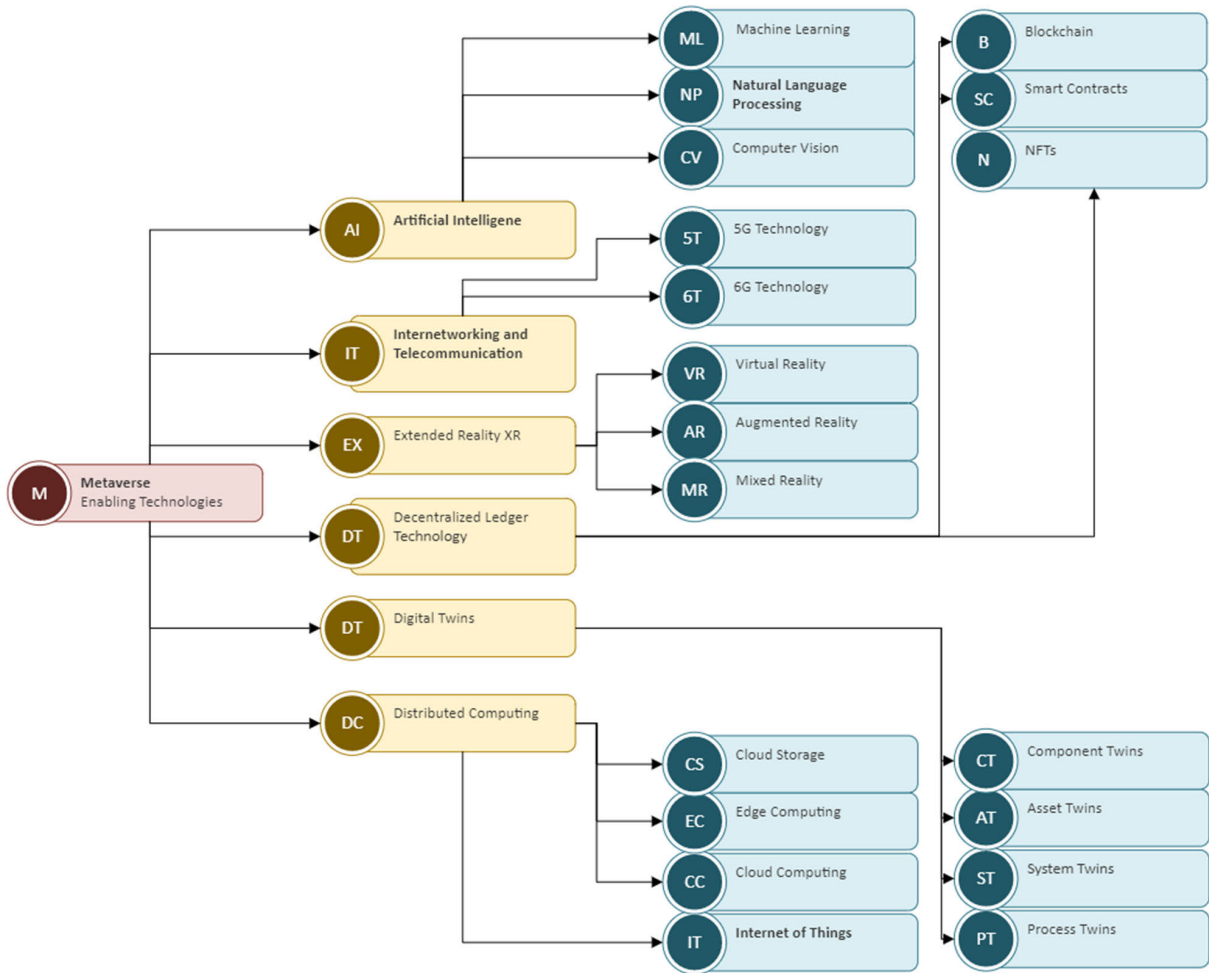 M
Metaverse
Enabling Technologies
AI
Artificial Intelligene
IT
Internetworking and
Telecommunication
EX
Extended Reality XR
DT
Decentralized Ledger
Technology
DT
Digital Twins
DC
Distributed Computing
ML
Machine Learning
NP
Natural Language
Processing
CV
Computer Vision
5T
5G Technology
6T
6G Technology
VR
Virtual Reality
AR
Augmented Reality
MR
Mixed Reality
B
Blockchain
SC
Smart Contracts
N
NFTs
CS
Cloud Storage
EC
Edge Computing
CC
Cloud Computing
IT
Internet of Things
CT
Component Twins
AT
Asset Twins
ST
System Twins
PT
Process Twins